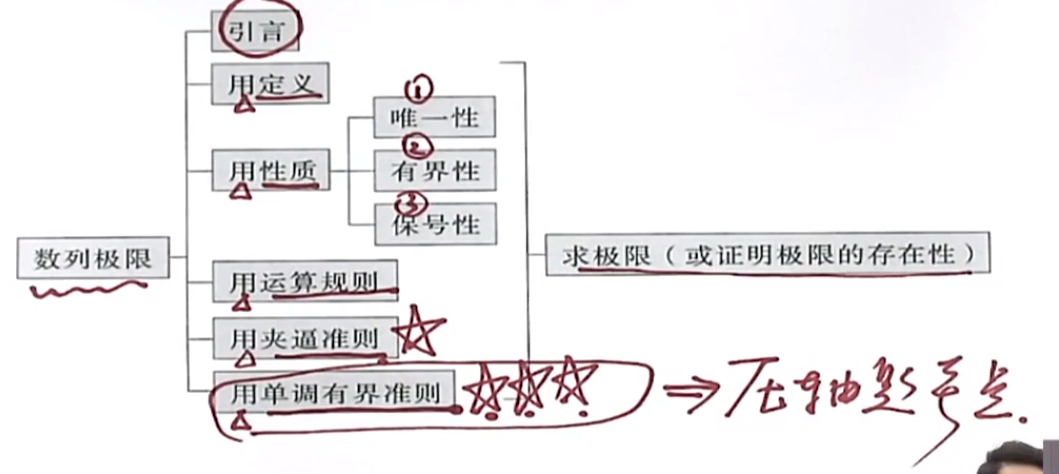 引言
用定义
①
唯一性
用性质
②
有界性
③
保号性
数列极限
求极限（或证明极限的存在性）
用运算规则
用夹逼准则
用单调有界准则
⇒压轴题考点.